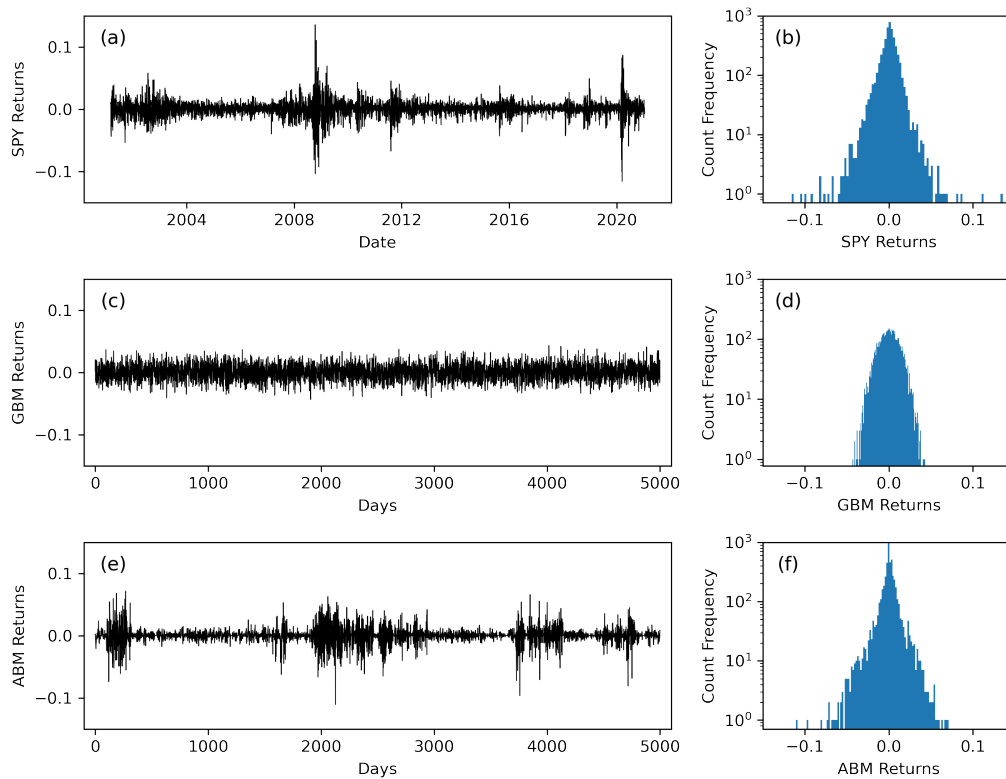 (a)
SPY Returns
0.1
0.0
−0.1
2004 2008 2012 2016 2020
Date
(b)
Count Frequency
10³
10²
10¹
10⁰
−0.1 0.0 0.1
SPY Returns
(c)
GBM Returns
0.1
0.0
−0.1
0 1000 2000 3000 4000 5000
Days
(d)
Count Frequency
10³
10²
10¹
10⁰
−0.1 0.0 0.1
GBM Returns
(e)
ABM Returns
0.1
0.0
−0.1
0 1000 2000 3000 4000 5000
Days
(f)
Count Frequency
10³
10²
10¹
10⁰
−0.1 0.0 0.1
ABM Returns